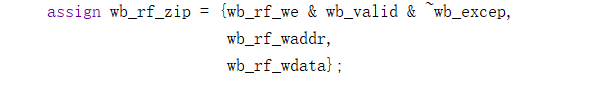 assign wb_rf_zip = {wb_rf_we & wb_valid & ~wb_excep,
wb_rf_waddr,
wb_rf_wdata};